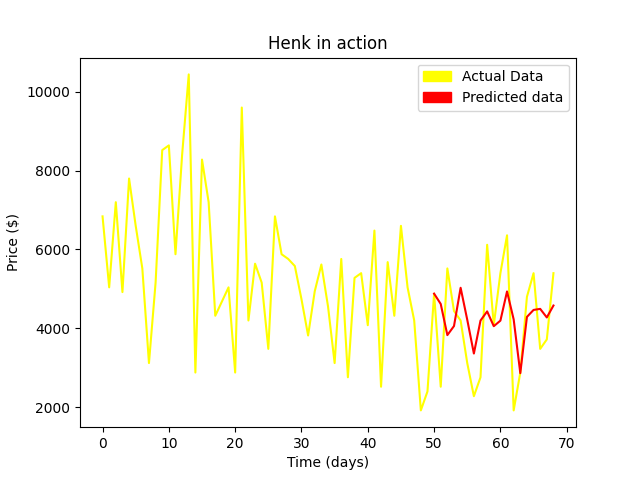 Henk in action
Actual Data
Predicted data
Price ($)
10000
8000
6000
4000
2000
0 10 20 30 40 50 60 70
Time (days)